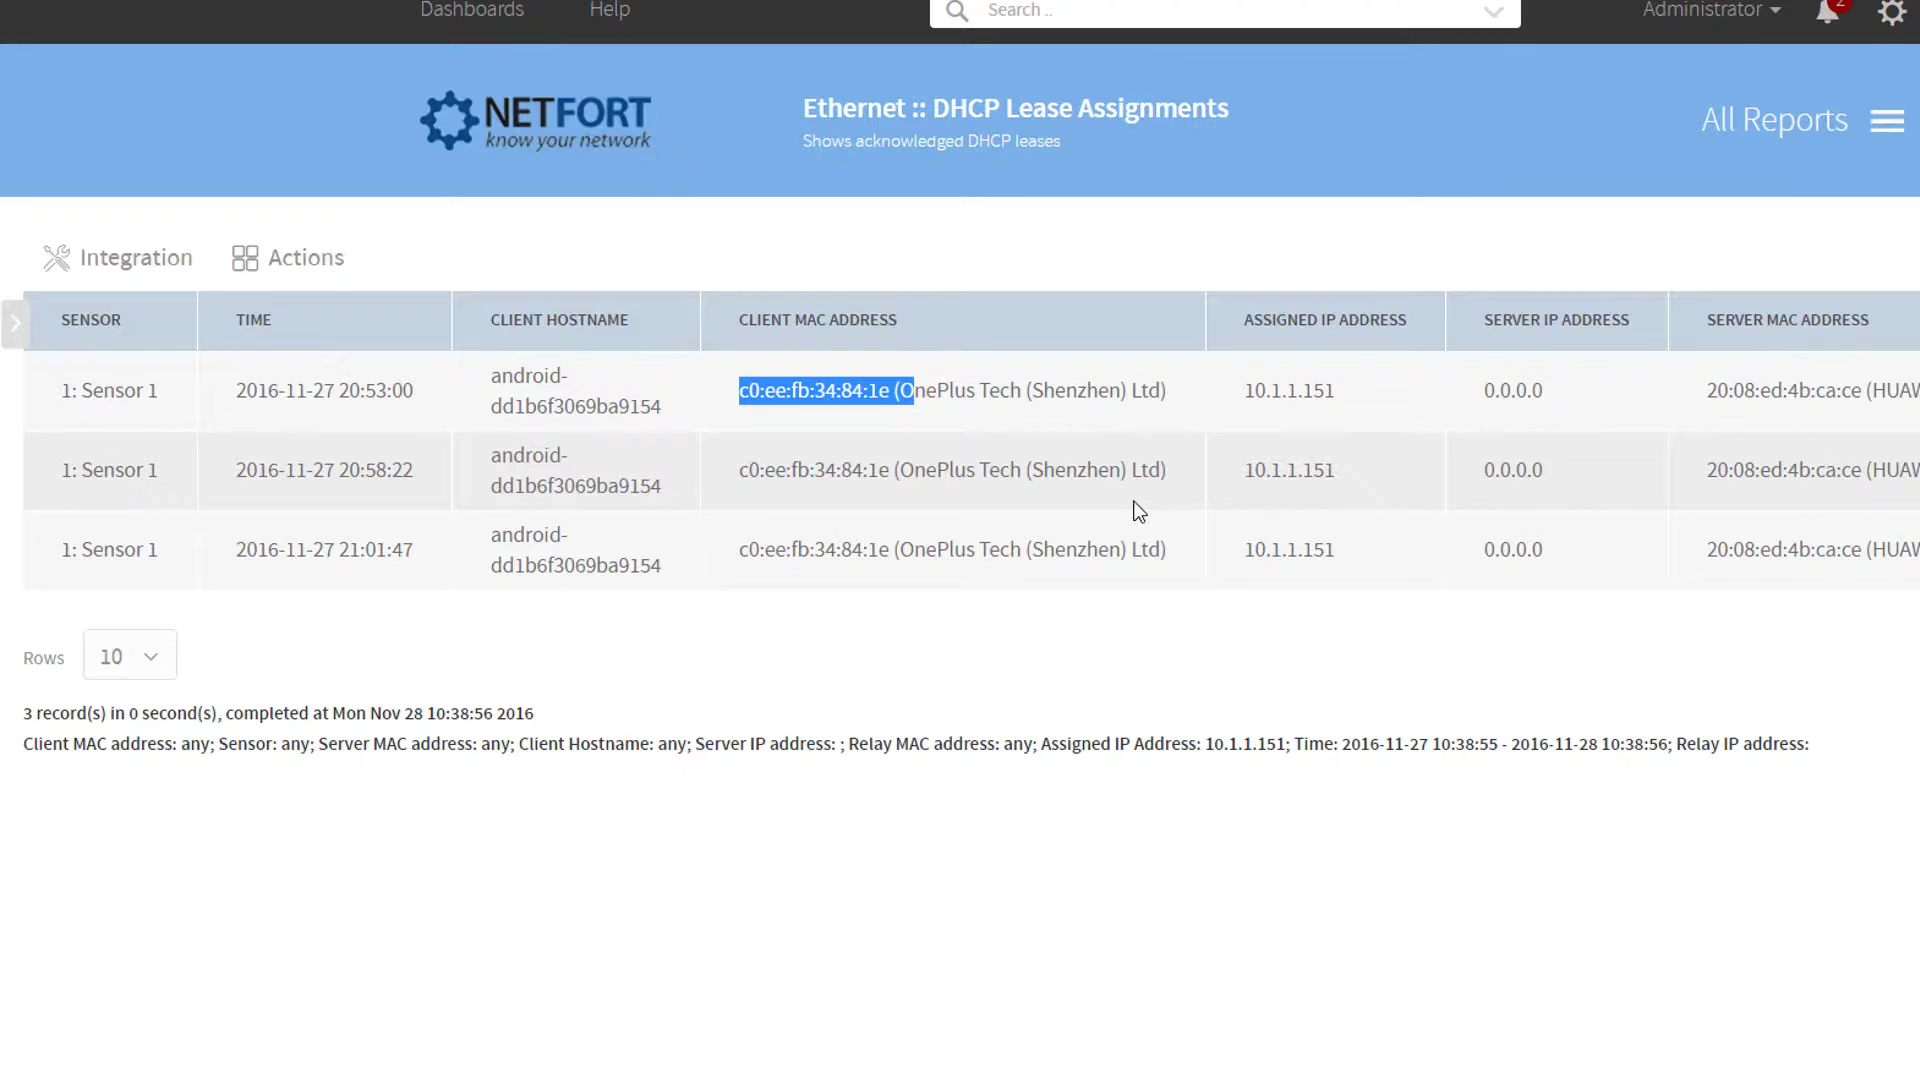 Dashboards Help Search .. Administrator 2
NETFORT
know your network
Ethernet :: DHCP Lease Assignments
Shows acknowledged DHCP leases
All Reports
Integration Actions
SENSOR TIME CLIENT HOSTNAME CLIENT MAC ADDRESS ASSIGNED IP ADDRESS SERVER IP ADDRESS SERVER MAC ADDRESS
1: Sensor 1 2016-11-27 20:53:00 android-dd1b6f3069ba9154 c0:ee:fb:34:84:1e (OnePlus Tech (Shenzhen) Ltd) 10.1.1.151 0.0.0.0 20:08:ed:4b:ca:ce (HUAW
1: Sensor 1 2016-11-27 20:58:22 android-dd1b6f3069ba9154 c0:ee:fb:34:84:1e (OnePlus Tech (Shenzhen) Ltd) 10.1.1.151 0.0.0.0 20:08:ed:4b:ca:ce (HUAW
1: Sensor 1 2016-11-27 21:01:47 android-dd1b6f3069ba9154 c0:ee:fb:34:84:1e (OnePlus Tech (Shenzhen) Ltd) 10.1.1.151 0.0.0.0 20:08:ed:4b:ca:ce (HUAW
Rows 10
3 record(s) in 0 second(s), completed at Mon Nov 28 10:38:56 2016
Client MAC address: any; Sensor: any; Server MAC address: any; Client Hostname: any; Server IP address: ; Relay MAC address: any; Assigned IP Address: 10.1.1.151; Time: 2016-11-27 10:38:55 - 2016-11-28 10:38:56; Relay IP address: